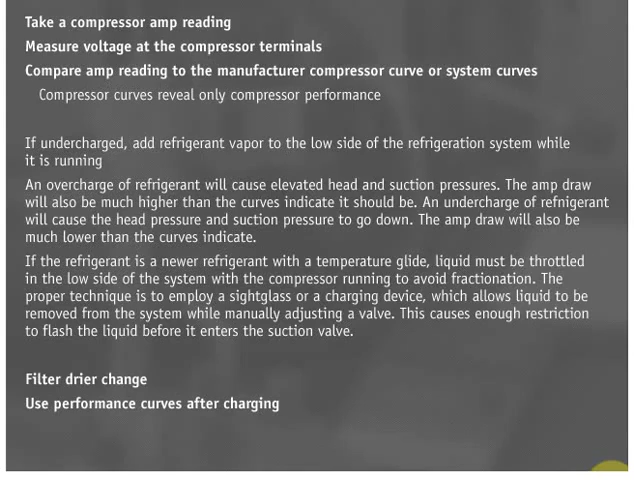 Take a compressor amp reading
Measure voltage at the compressor terminals
Compare amp reading to the manufacturer compressor curve or system curves
Compressor curves reveal only compressor performance
If undercharged, add refrigerant vapor to the low side of the refrigeration system while
it is running
An overcharge of refrigerant will cause elevated head and suction pressures. The amp draw
will also be much higher than the curves indicate it should be. An undercharge of refnigerant
will cause the head pressure and suction pressure to go down. The amp draw will also be
much lower than the curves indicate.
If the refrigerant is a newer refrigerant with a temperature glide, liquid must be throttled
in the low side of the system with the compressor running to avoid fractionation. The
proper technique is to employ a sightglass or a charging device, which allows liquid to be
removed from the system while manually adjusting a valve. This causes enough restriction
to flash the liquid before it enters the suction valve.
Filter drier change
Use performance curves after charging